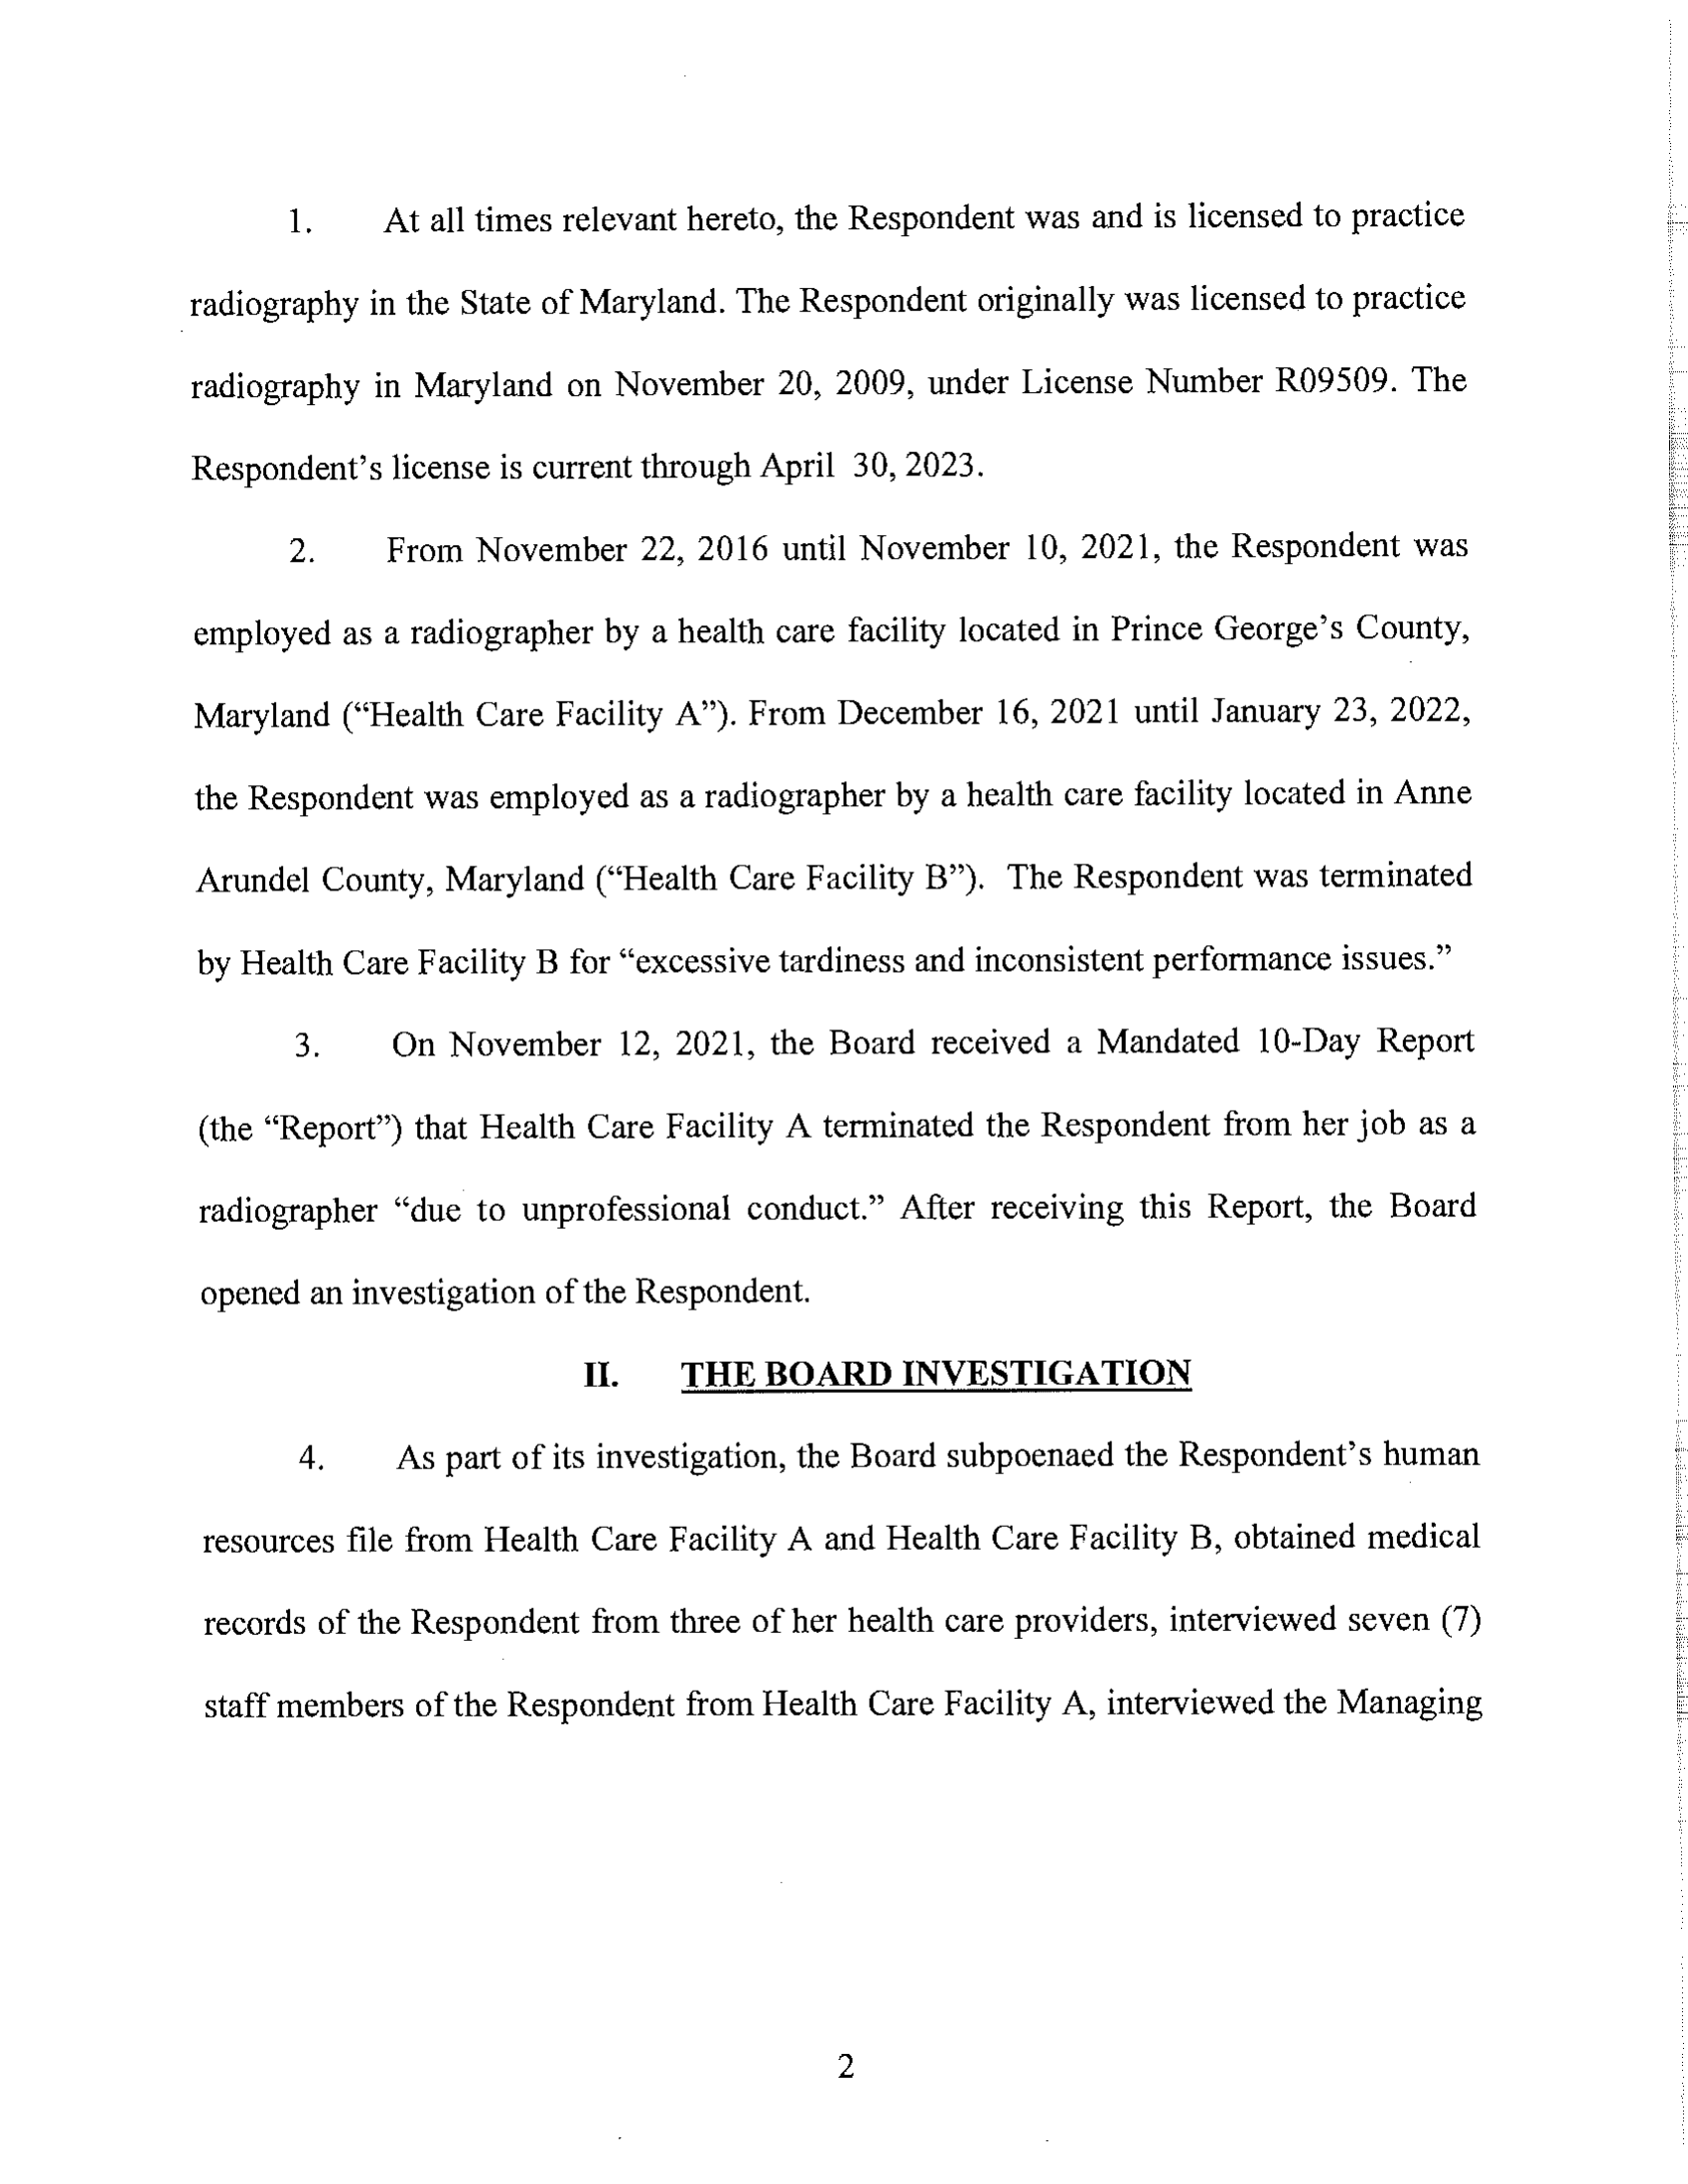 1. At all times relevant hereto, the Respondent was and is licensed to practice
radiography in the State of Maryland. The Respondent originally was licensed to practice
radiography in Maryland on November 20, 2009, under License Number R09509. The
Respondent’s license is current through April 30, 2023.
2. From November 22, 2016 until November 10, 2021, the Respondent was
employed as a radiographer by a health care facility located in Prince George’s County,
Maryland (“Health Care Facility A”). From December 16, 2021 until January 23, 2022,
the Respondent was employed as a radiographer by a health care facility located in Anne
Arundel County, Maryland (“Health Care Facility B”). The Respondent was terminated
by Health Care Facility B for “excessive tardiness and inconsistent performance issues.”
3. On November 12, 2021, the Board received a Mandated 10-Day Report
(the “Report”) that Health Care Facility A terminated the Respondent from her job as a
radiographer “due to unprofessional conduct.” After receiving this Report, the Board
opened an investigation of the Respondent.
II. THE BOARD INVESTIGATION
4. As part of its investigation, the Board subpoenaed the Respondent’s human
resources file from Health Care Facility A and Health Care Facility B, obtained medical
records of the Respondent from three of her health care providers, interviewed seven (7)
staff members of the Respondent from Health Care Facility A, interviewed the Managing
2